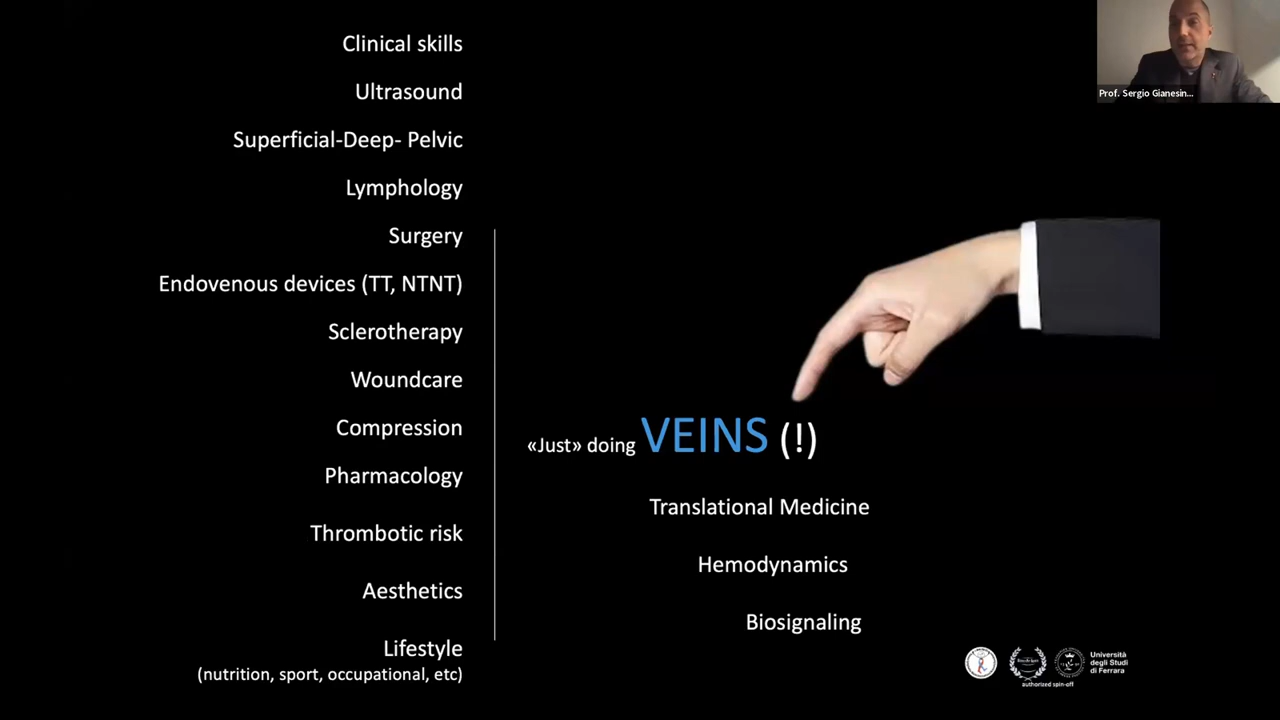 Clinical skills
Ultrasound
Superficial-Deep- Pelvic
Lymphology
Surgery
Endovenous devices (TT, NTNT)
Sclerotherapy
Woundcare
Compression
Pharmacology
Thrombotic risk
Aesthetics
Lifestyle
(nutrition, sport, occupational, etc)
«Just» doing VEINS (!)
Translational Medicine
Hemodynamics
Biosignaling
Prof. Sergio Gianesin...
Università
degli Studi
di Ferrara
authorized spin-off